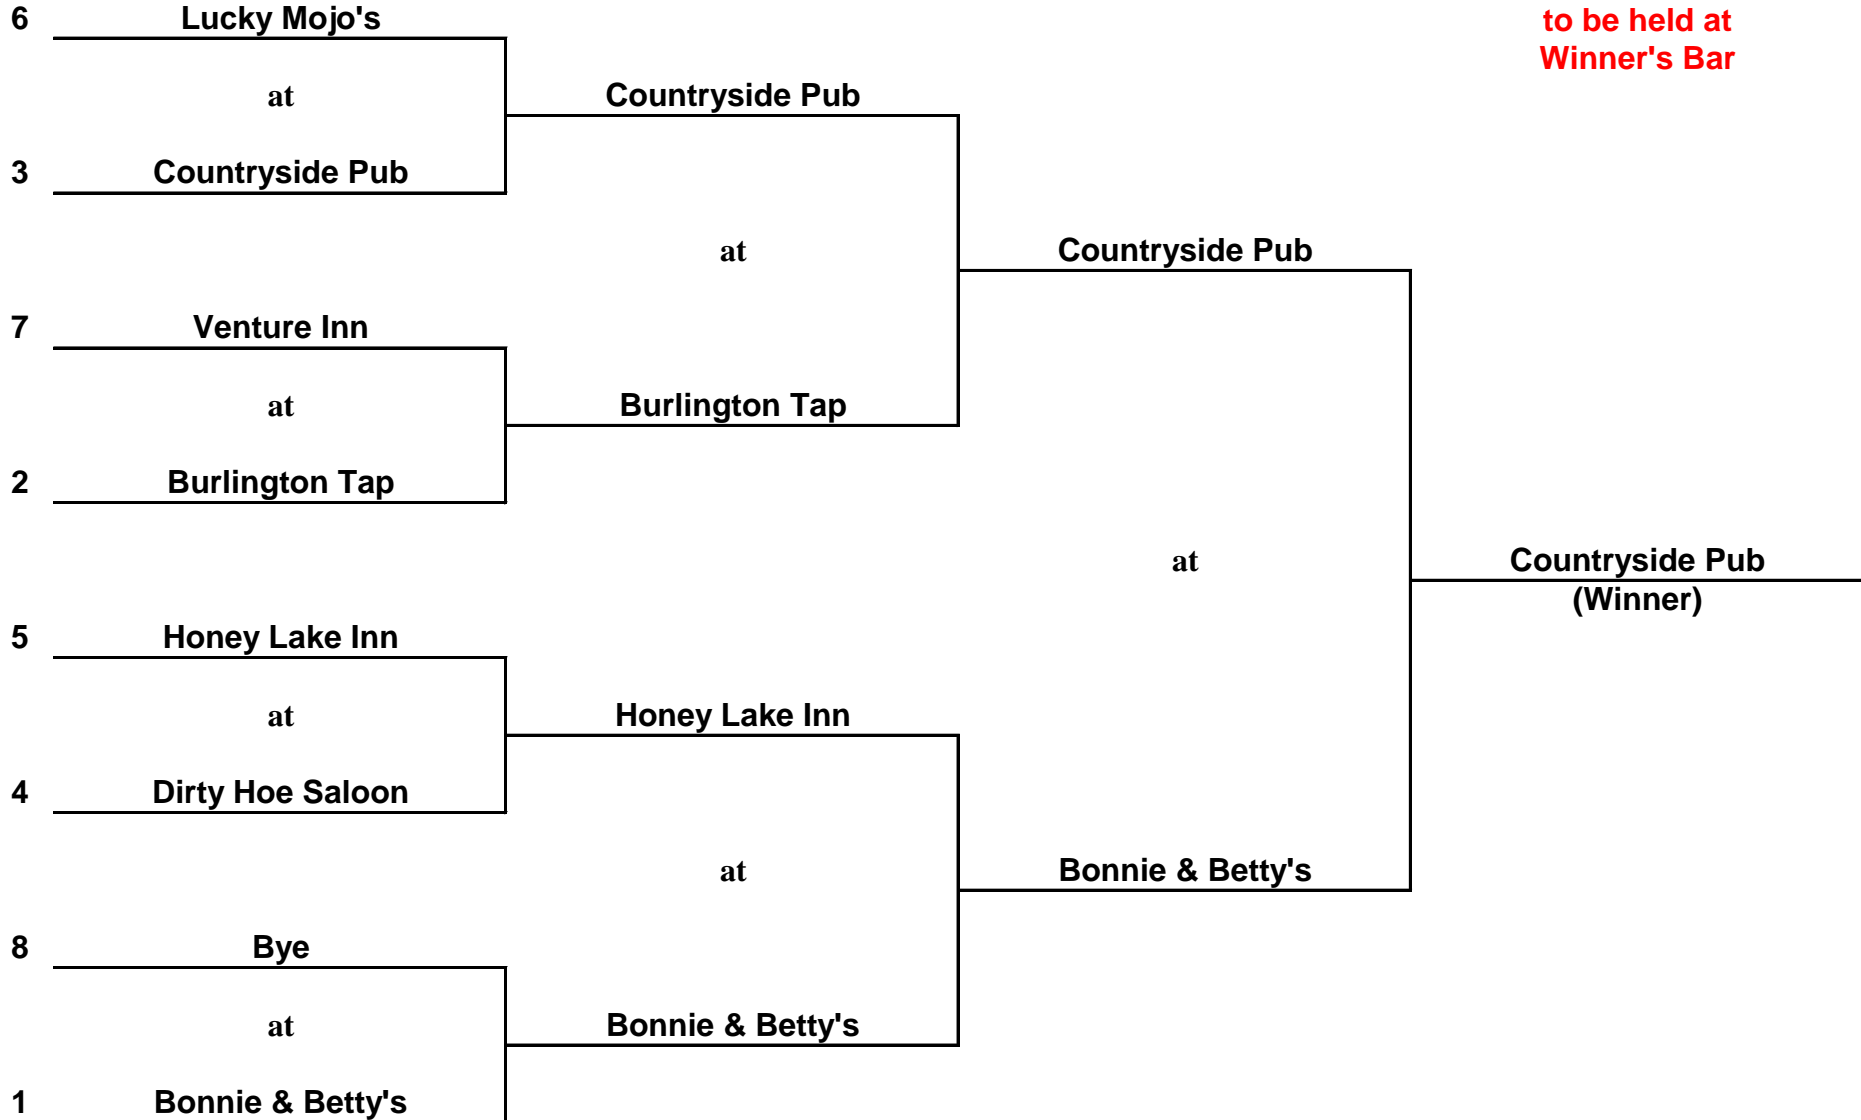 6 Lucky Mojo's
to be held at
Winner's Bar
at
Countryside Pub
3 Countryside Pub
at
Countryside Pub
7 Venture Inn
at
Burlington Tap
2 Burlington Tap
at
Countryside Pub
(Winner)
5 Honey Lake Inn
at
Honey Lake Inn
4 Dirty Hoe Saloon
at
Bonnie & Betty's
8 Bye
at
Bonnie & Betty's
1 Bonnie & Betty's